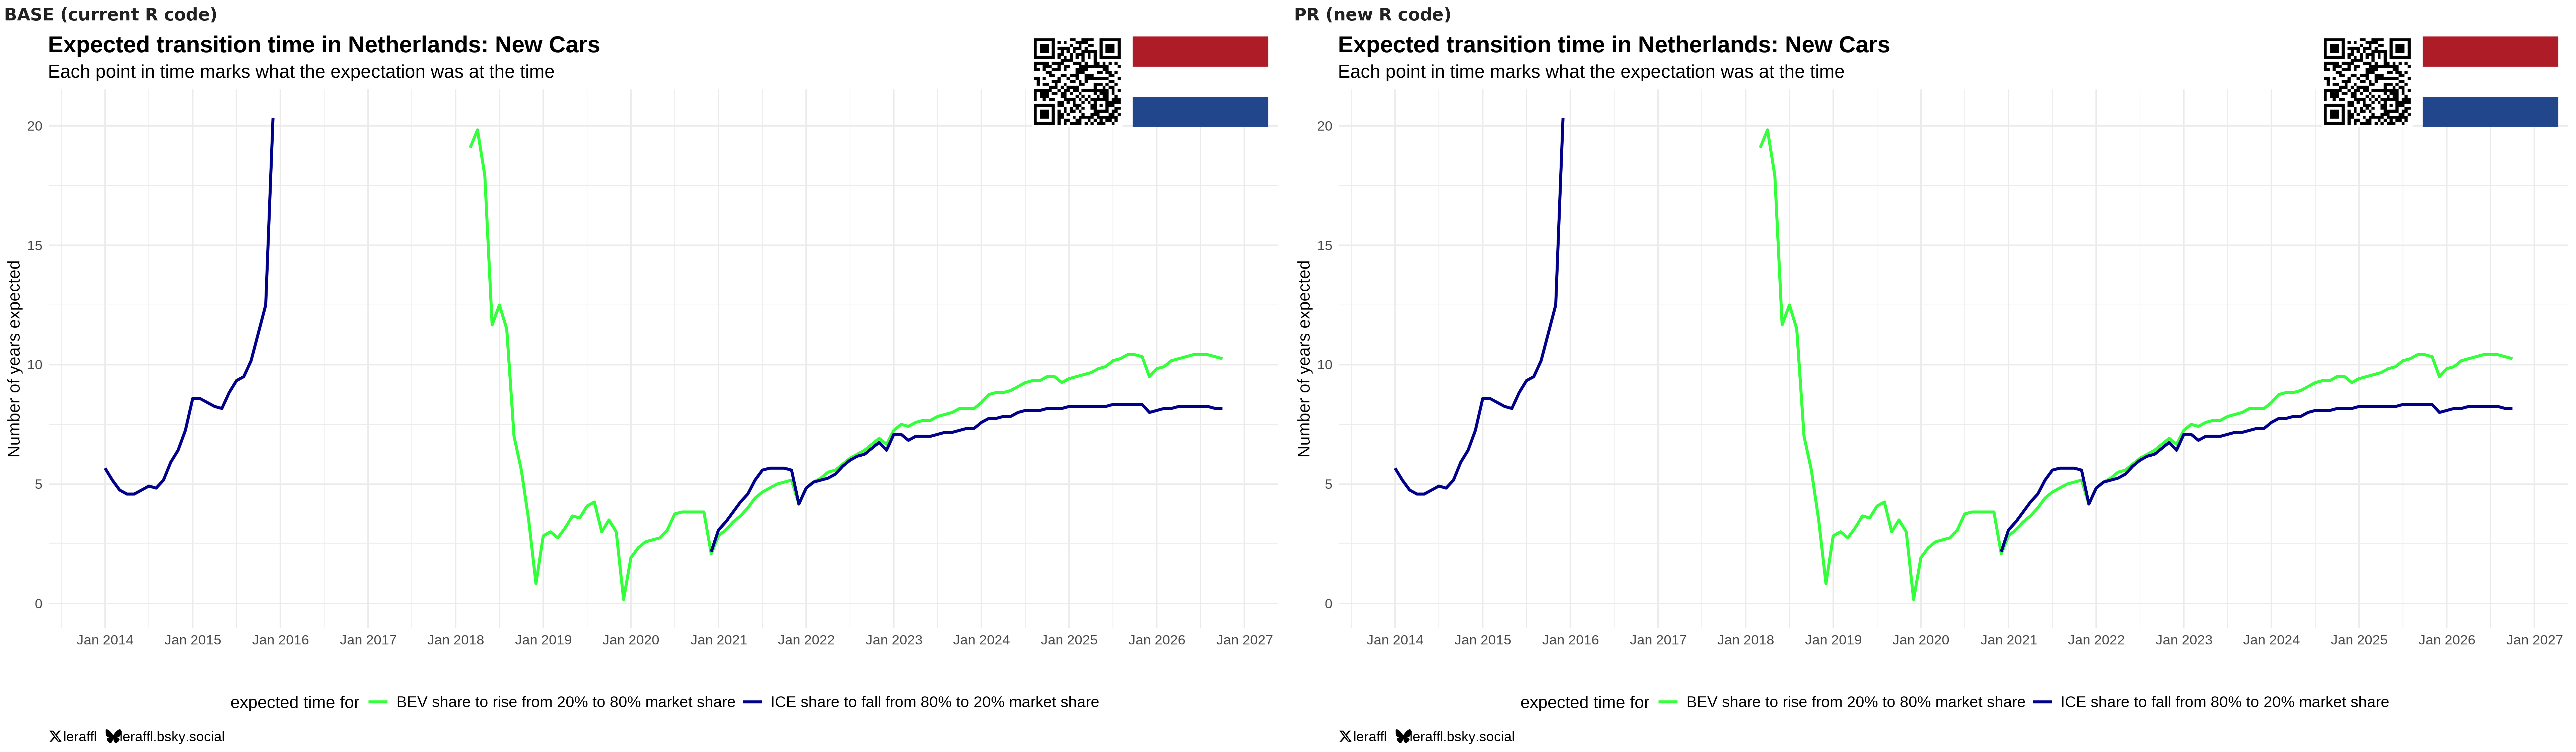 BASE (current R code)
Expected transition time in Netherlands: New Cars
Each point in time marks what the expectation was at the time
Number of years expected
20
15
10
5
0
Jan 2014 Jan 2015 Jan 2016 Jan 2017 Jan 2018 Jan 2019 Jan 2020 Jan 2021 Jan 2022 Jan 2023 Jan 2024 Jan 2025 Jan 2026 Jan 2027
expected time for BEV share to rise from 20% to 80% market share ICE share to fall from 80% to 20% market share
leraffl leraffl.bsky.social
PR (new R code)
Expected transition time in Netherlands: New Cars
Each point in time marks what the expectation was at the time
Number of years expected
20
15
10
5
0
Jan 2014 Jan 2015 Jan 2016 Jan 2017 Jan 2018 Jan 2019 Jan 2020 Jan 2021 Jan 2022 Jan 2023 Jan 2024 Jan 2025 Jan 2026 Jan 2027
expected time for BEV share to rise from 20% to 80% market share ICE share to fall from 80% to 20% market share
leraffl leraffl.bsky.social